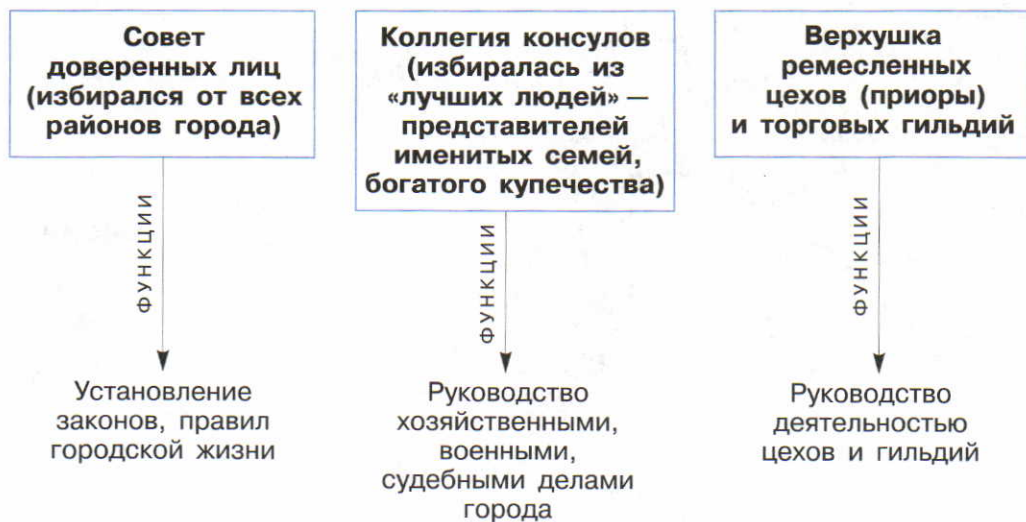 Совет
доверенных лиц
(избирался от всех
районов города)
ФУНКЦИИ
Установление
законов, правил
городской жизни
Коллегия консулов
(избиралась из
«лучших людей» —
представителей
именитых семей,
богатого купечества)
ФУНКЦИИ
Руководство
хозяйственными,
военными,
судебными делами
города
Верхушка
ремесленных
цехов (приоры)
и торговых гильдий
ФУНКЦИИ
Руководство
деятельностью
цехов и гильдий